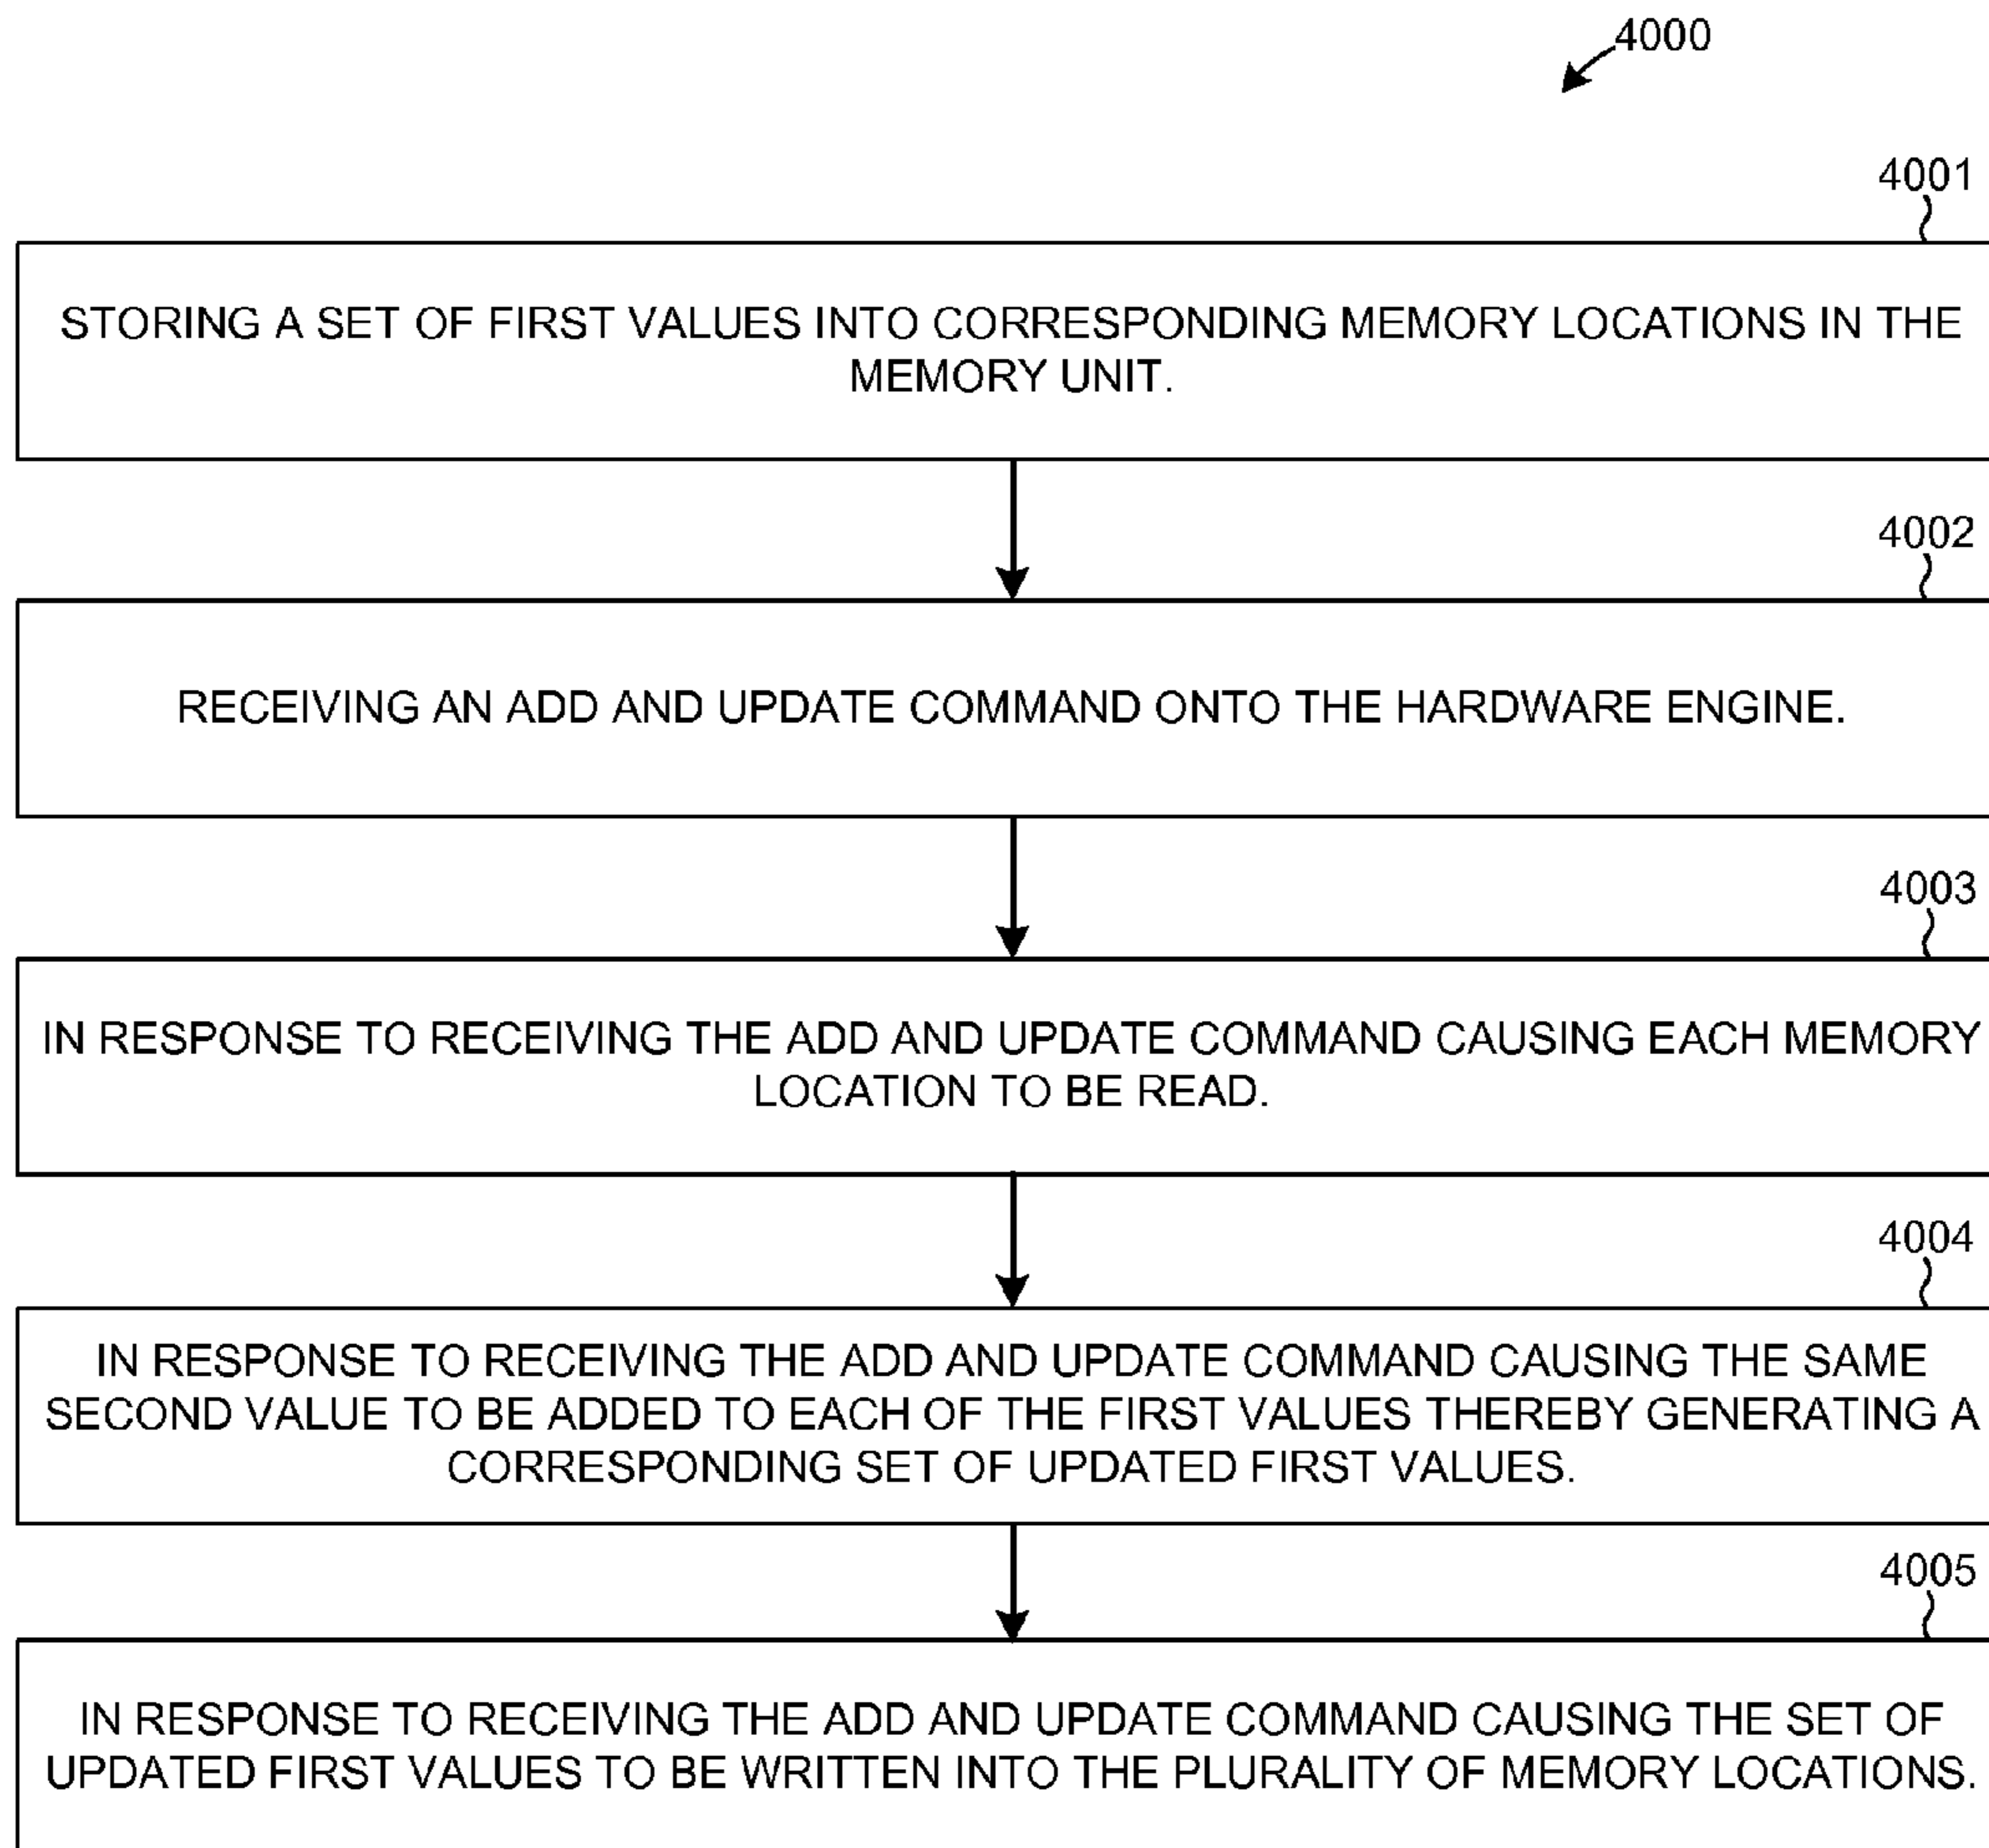 4000
4001
STORING A SET OF FIRST VALUES INTO CORRESPONDING MEMORY LOCATIONS IN THE
MEMORY UNIT.
4002
RECEIVING AN ADD AND UPDATE COMMAND ONTO THE HARDWARE ENGINE.
4003
IN RESPONSE TO RECEIVING THE ADD AND UPDATE COMMAND CAUSING EACH MEMORY
LOCATION TO BE READ.
4004
IN RESPONSE TO RECEIVING THE ADD AND UPDATE COMMAND CAUSING THE SAME
SECOND VALUE TO BE ADDED TO EACH OF THE FIRST VALUES THEREBY GENERATING A
CORRESPONDING SET OF UPDATED FIRST VALUES.
4005
IN RESPONSE TO RECEIVING THE ADD AND UPDATE COMMAND CAUSING THE SET OF
UPDATED FIRST VALUES TO BE WRITTEN INTO THE PLURALITY OF MEMORY LOCATIONS.